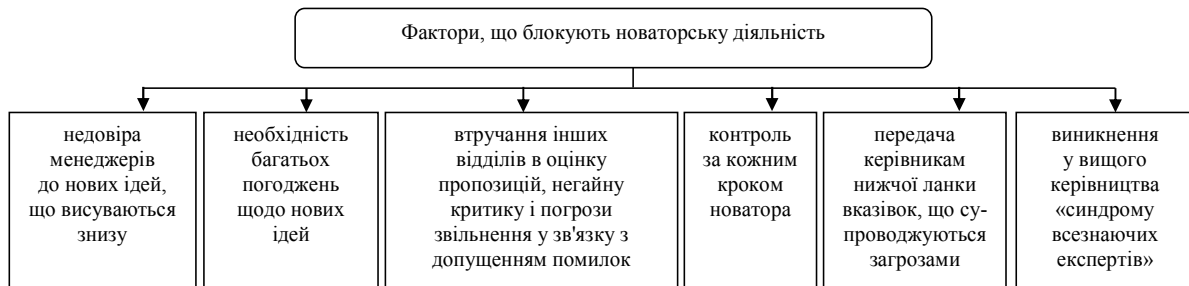 Фактори, що блокують новаторську діяльність
недовіра
менеджерів
до нових ідей,
що висуваються
знизу
необхідність
багатьох
погоджень
щодо нових
ідей
втручання інших
відділів в оцінку
пропозицій, негайну
критику і погрози
звільнення у зв'язку з
допущенням помилок
контроль
за кожним
кроком
новатора
передача
керівникам
нижчої ланки
вказівок, що су-
проводжуються
загрозами
виникнення
у вищого
керівництва
«синдрому
всезнаючих
експертів»